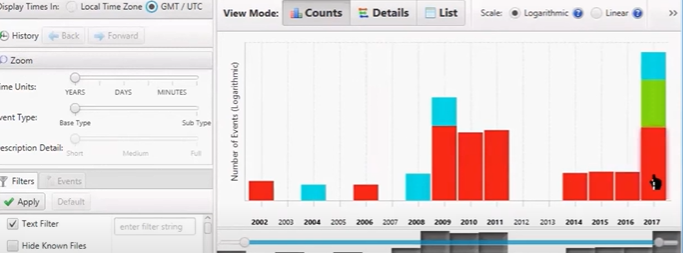 Display Times In: Local Time Zone GMT / UTC
History Back Forward
Zoom
Time Units:
YEARS DAYS MINUTES
Event Type:
Base Type Sub Type
Description Detail:
Short Medium Full
Filters Events
Apply Default
Text Filter enter filter string
Hide Known Files
View Mode: Counts Details List Scale: Logarithmic ? Linear ? >>
Number of Events (Logarithmic)
2002 2003 2004 2005 2006 2007 2008 2009 2010 2011 2012 2013 2014 2015 2016 2017